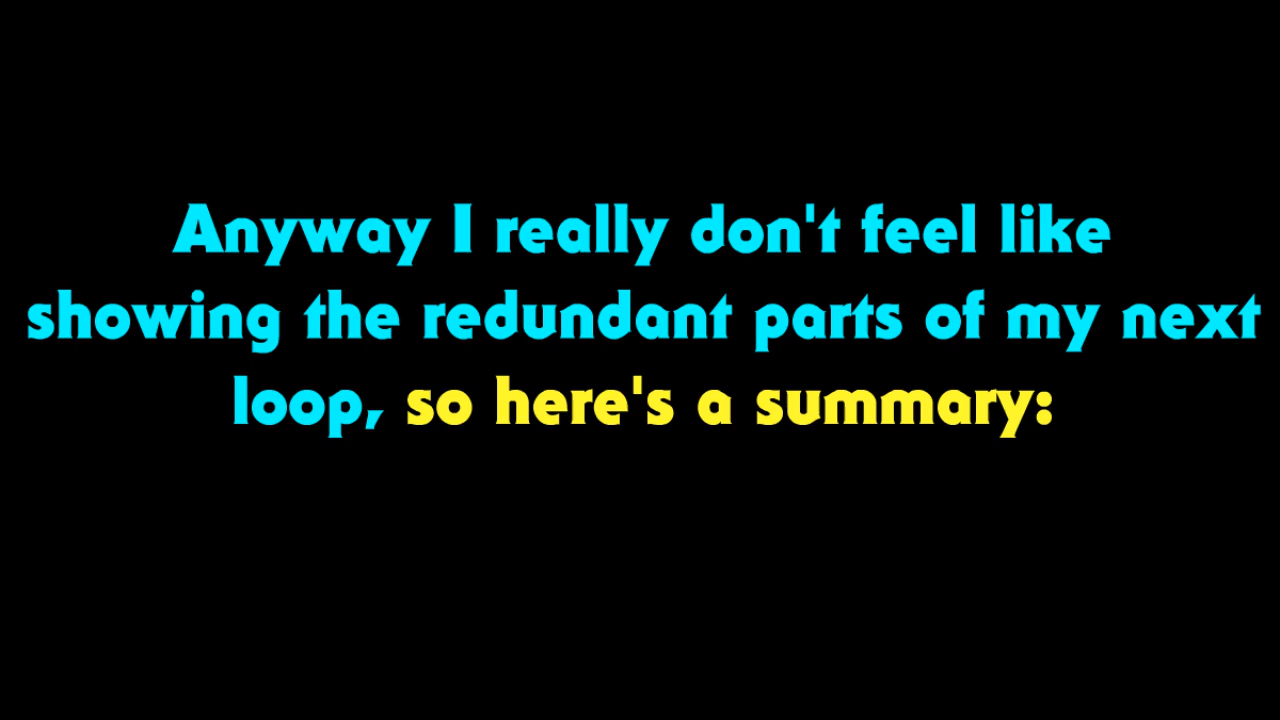 Anyway I really don't feel like
showing the redundant parts of my next
loop, so here's a summary: